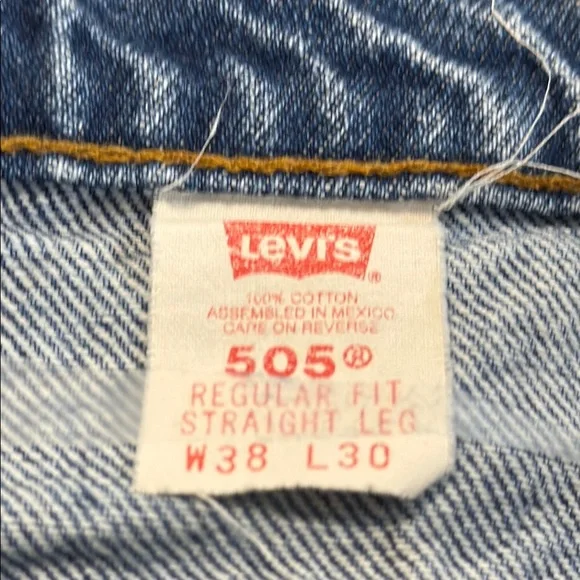 Levi's ®
100% COTTON
ASSEMBLED IN MEXICO
CARE ON REVERSE
505®
REGULAR FIT
STRAIGHT LEG
W38 L30